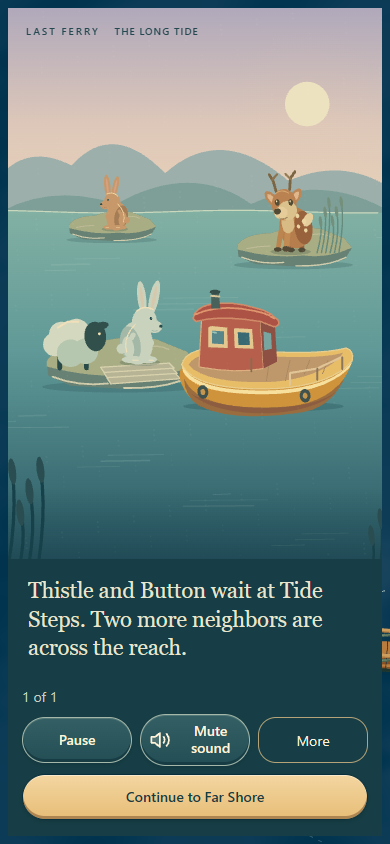 LAST FERRY THE LONG TIDE
Thistle and Button wait at Tide
Steps. Two more neighbors are
across the reach.
1 of 1
Pause
Mute
sound
More
Continue to Far Shore